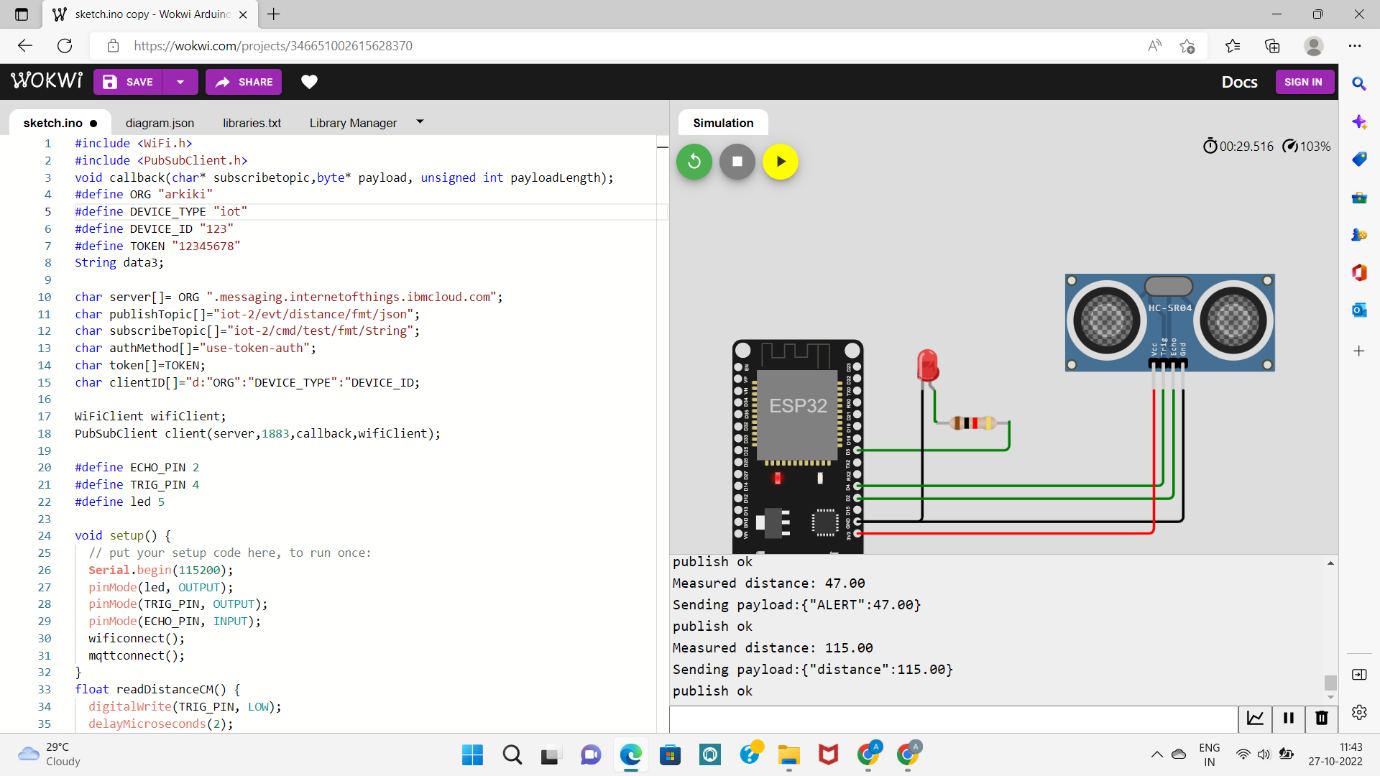 sketch.ino copy - Wokwi Arduino
https://wokwi.com/projects/346651002615628370
WOKWi
SAVE
SHARE
Docs
SIGN IN
sketch.ino ●
diagram.json
libraries.txt
Library Manager
Simulation
00:29.516
103%
1 #include <WiFi.h>
2 #include <PubSubClient.h>
3 void callback(char* subscribetopic,byte* payload, unsigned int payloadLength);
4 #define ORG "arkiki"
5 #define DEVICE_TYPE "iot"
6 #define DEVICE_ID "123"
7 #define TOKEN "12345678"
8 String data3;
9
10 char server[]= ORG ".messaging.internetofthings.ibmcloud.com";
11 char publishTopic[]="iot-2/evt/distance/fmt/json";
12 char subscribeTopic[]="iot-2/cmd/test/fmt/String";
13 char authMethod[]="use-token-auth";
14 char token[]=TOKEN;
15 char clientID[]="d:"ORG":"DEVICE_TYPE":"DEVICE_ID;
16
17 WiFiClient wifiClient;
18 PubSubClient client(server,1883,callback,wifiClient);
19
20 #define ECHO_PIN 2
21 #define TRIG_PIN 4
22 #define led 5
23
24 void setup() {
25 // put your setup code here, to run once:
26 Serial.begin(115200);
27 pinMode(led, OUTPUT);
28 pinMode(TRIG_PIN, OUTPUT);
29 pinMode(ECHO_PIN, INPUT);
30 wificonnect();
31 mqttconnect();
32 }
33 float readDistanceCM() {
34 digitalWrite(TRIG_PIN, LOW);
35 delayMicroseconds(2);
HC-SR04
Vcc
Trig
Echo
Gnd
ESP32
publish ok
Measured distance: 47.00
Sending payload:{"ALERT":47.00}
publish ok
Measured distance: 115.00
Sending payload:{"distance":115.00}
publish ok
29°C
Cloudy
ENG
IN
11:43
27-10-2022